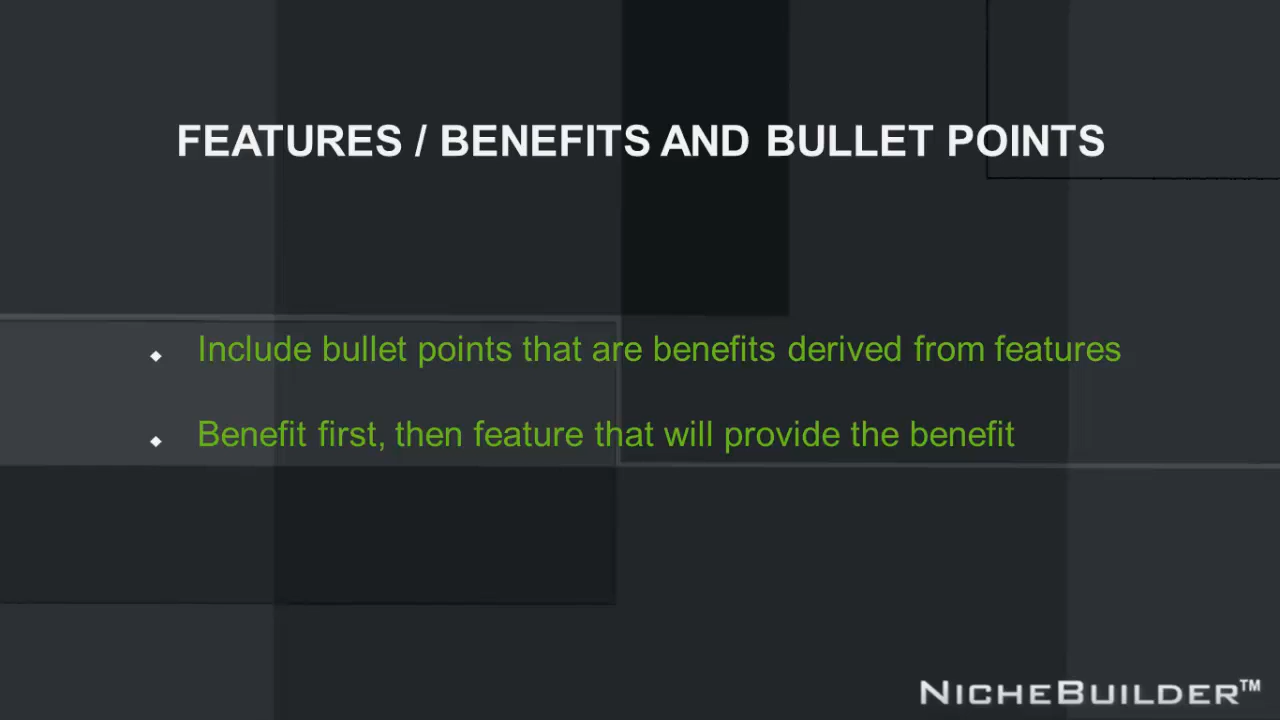 FEATURES / BENEFITS AND BULLET POINTS
Include bullet points that are benefits derived from features
Benefit first, then feature that will provide the benefit
NICHEBUILDER™